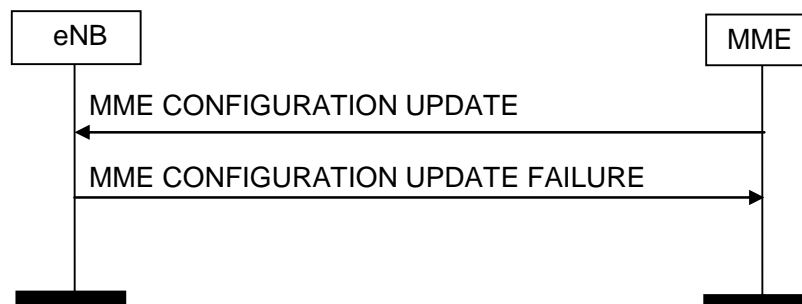 eNB
MME
MME CONFIGURATION UPDATE
MME CONFIGURATION UPDATE FAILURE